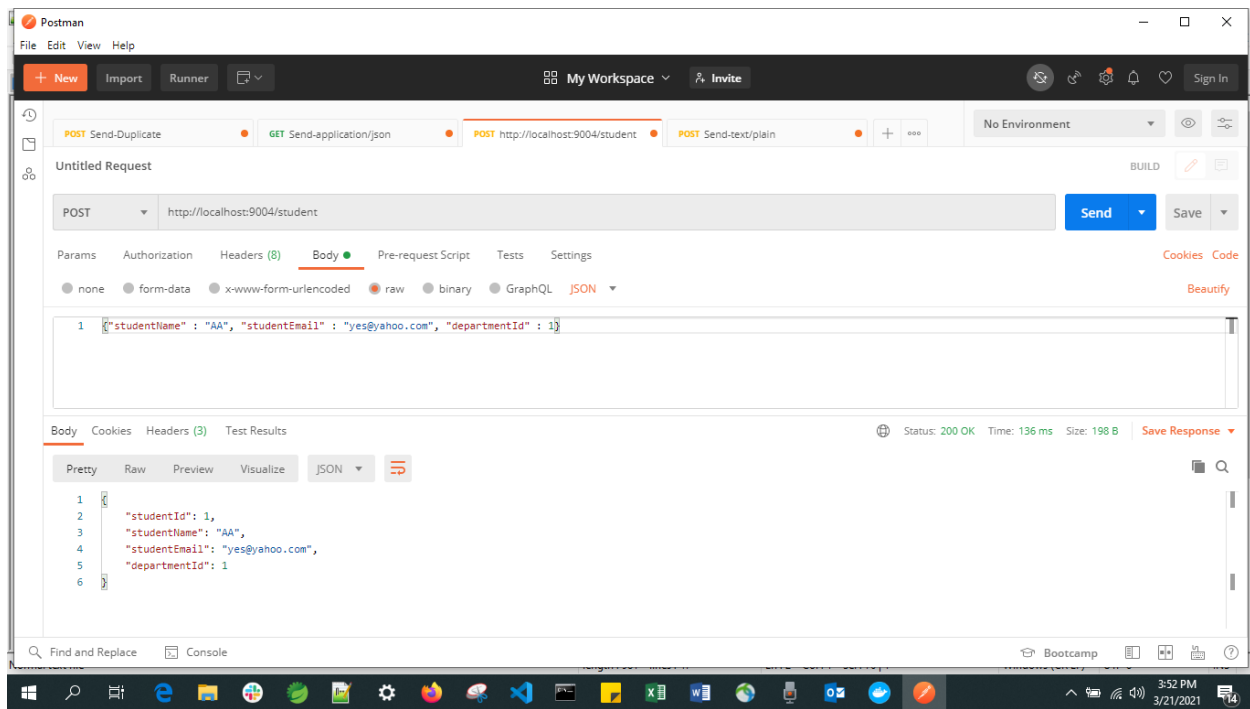 Postman
File Edit View Help
+ New Import Runner My Workspace Invite Sign In
POST Send-Duplicate GET Send-application/json POST http://localhost:9004/student POST Send-text/plain + ooo No Environment
Untitled Request BUILD
POST http://localhost:9004/student Send Save
Params Authorization Headers (8) Body Pre-request Script Tests Settings Cookies Code
none form-data x-www-form-urlencoded raw binary GraphQL JSON Beautify
1 {"studentName" : "AA", "studentEmail" : "yes@yahoo.com", "departmentId" : 1}
Body Cookies Headers (3) Test Results Status: 200 OK Time: 136 ms Size: 198 B Save Response
Pretty Raw Preview Visualize JSON
1 {
2 "studentId": 1,
3 "studentName": "AA",
4 "studentEmail": "yes@yahoo.com",
5 "departmentId": 1
6 }
Find and Replace Console Bootcamp
3:52 PM
3/21/2021
14